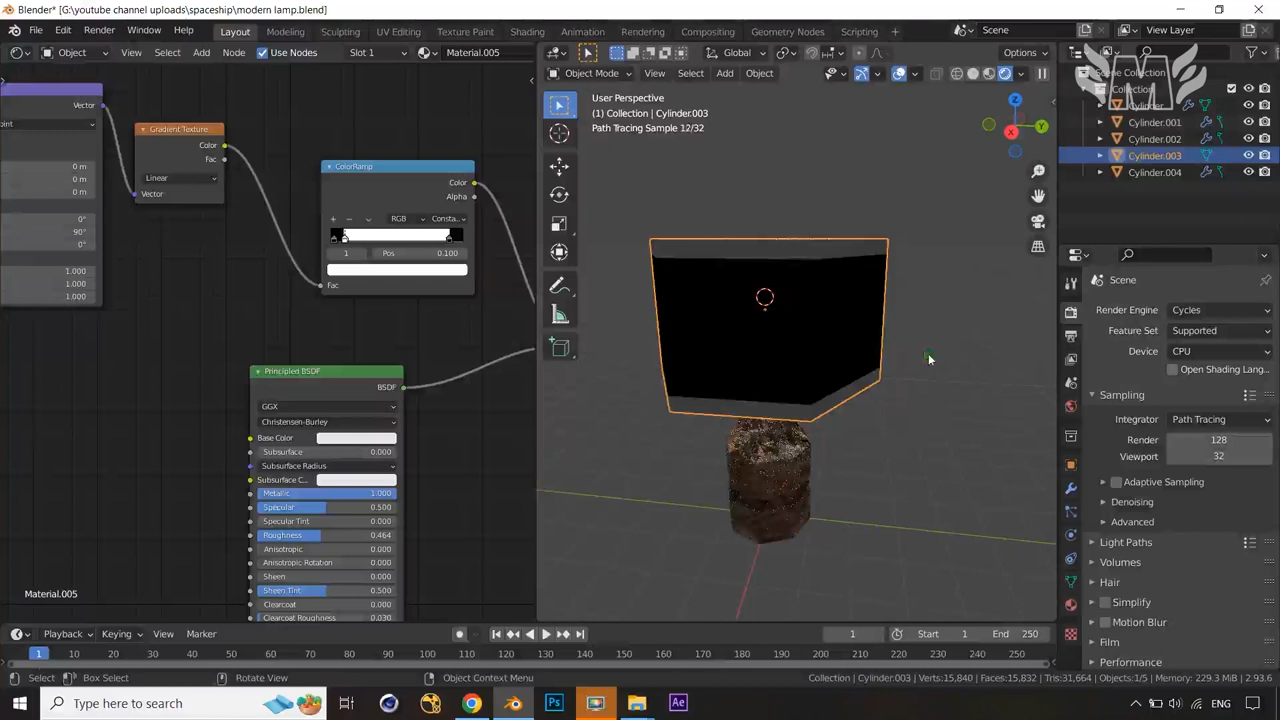 Blender* [G:\youtube channel uploads\spaceship\modern lamp.blend]
File Edit Render Window Help Layout Modeling Sculpting UV Editing Texture Paint Shading Animation Rendering Compositing Geometry Nodes Scripting Scene View Layer
Object View Select Add Node Use Nodes Slot 1 Material.005 Global Options
Object Mode View Select Add Object
Scene Collection
Collection
Cylinder
Cylinder.001
Cylinder.002
Cylinder.003
Cylinder.004
User Perspective
(1) Collection | Cylinder.003
Path Tracing Sample 12/32
Vector
0 m
0 m
0 m
0°
90°
0°
1.000
1.000
1.000
Gradient Texture
Color
Fac
Linear
Vector
ColorRamp
Color
Alpha
RGB Consta..
1 Pos 0.100
Fac
Principled BSDF
BSDF
GGX
Christensen-Burley
Base Color
Subsurface 0.000
Subsurface Radius
Subsurface C...
Metallic 1.000
Specular 0.500
Specular Tint 0.000
Roughness 0.464
Anisotropic 0.000
Anisotropic Rotation 0.000
Sheen 0.000
Sheen Tint 0.500
Clearcoat 0.000
Clearcoat Roughness 0.030
Material.005
Scene
Render Engine Cycles
Feature Set Supported
Device CPU
Open Shading Lang...
Sampling
Integrator Path Tracing
Render 128
Viewport 32
Adaptive Sampling
Denoising
Advanced
Light Paths
Volumes
Hair
Simplify
Motion Blur
Film
Performance
Playback Keying View Marker 1 Start 1 End 250
1 10 20 30 40 50 60 70 80 90 100 110 120 130 140 150 160 170 180 190 200 210 220 230 240 250
Select Box Select Rotate View Object Context Menu Collection | Cylinder.003 | Verts:15,840 | Faces:15,832 | Tris:31,664 | Objects:1/5 | Memory: 229.3 MiB | 2.93.6
Type here to search Ps Ae